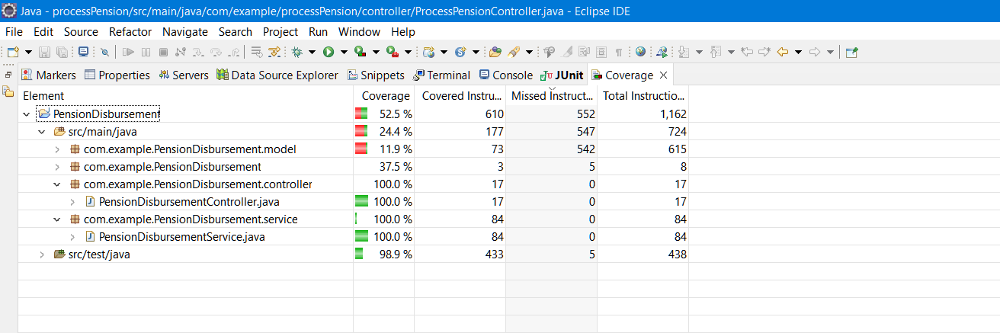 Java - processPension/src/main/java/com/example/processPension/controller/ProcessPensionController.java - Eclipse IDE
File Edit Source Refactor Navigate Search Project Run Window Help
Markers Properties Servers Data Source Explorer Snippets Terminal Console JUnit Coverage
Element Coverage Covered Instru... Missed Instruct... Total Instructio...
PensionDisbursement 52.5 % 610 552 1,162
src/main/java 24.4 % 177 547 724
com.example.PensionDisbursement.model 11.9 % 73 542 615
com.example.PensionDisbursement 37.5 % 3 5 8
com.example.PensionDisbursement.controller 100.0 % 17 0 17
PensionDisbursementController.java 100.0 % 17 0 17
com.example.PensionDisbursement.service 100.0 % 84 0 84
PensionDisbursementService.java 100.0 % 84 0 84
src/test/java 98.9 % 433 5 438